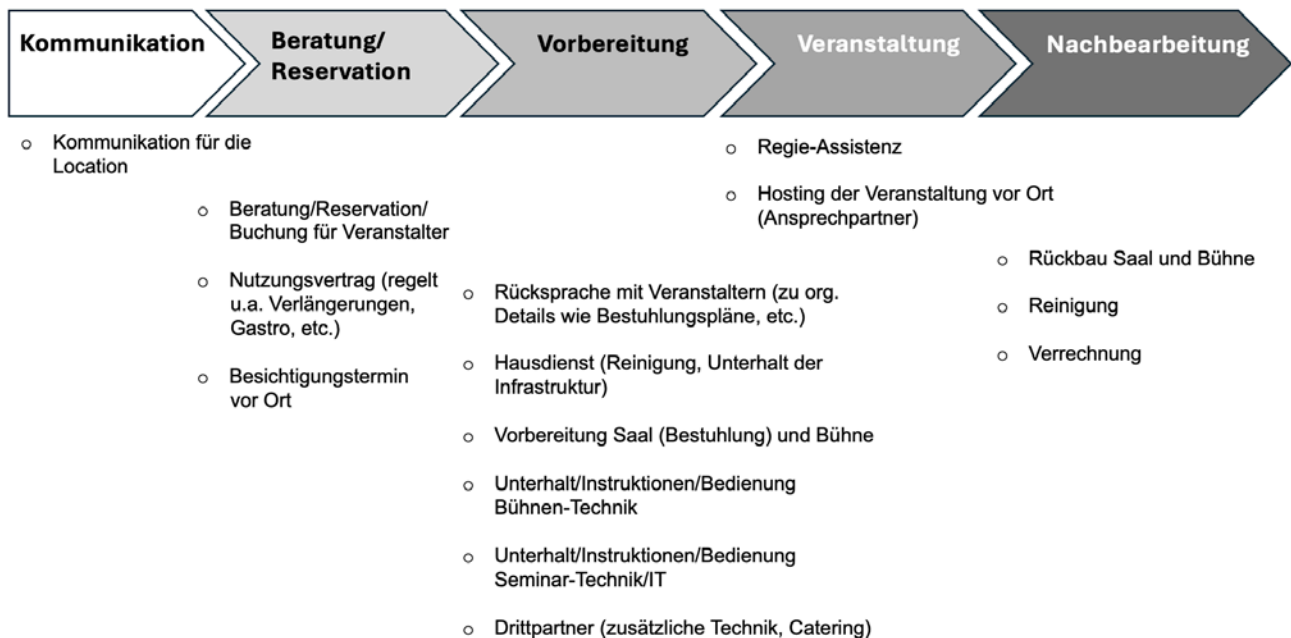 Kommunikation
Beratung/
Reservation
Vorbereitung
Veranstaltung
Nachbearbeitung
o Kommunikation für die
Location
o Beratung/Reservation/
Buchung für Veranstalter
o Nutzungsvertrag (regelt
u.a. Verlängerungen,
Gastro, etc.)
o Besichtigungstermin
vor Ort
o Rücksprache mit Veranstaltern (zu org.
Details wie Bestuhlungspläne, etc.)
o Hausdienst (Reinigung, Unterhalt der
Infrastruktur)
o Vorbereitung Saal (Bestuhlung) und Bühne
o Unterhalt/Instruktionen/Bedienung
Bühnen-Technik
o Unterhalt/Instruktionen/Bedienung
Seminar-Technik/IT
o Drittpartner (zusätzliche Technik, Catering)
o Regie-Assistenz
o Hosting der Veranstaltung vor Ort
(Ansprechpartner)
o Rückbau Saal und Bühne
o Reinigung
o Verrechnung